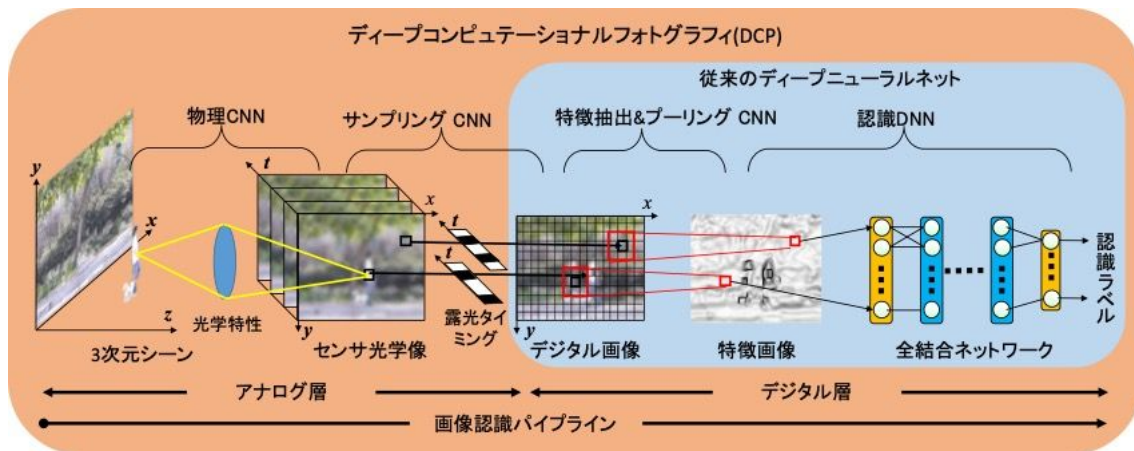 ディープコンピュテーショナルフォトグラフィ(DCP)
従来のディープニューラルネット
物理CNN
サンプリング CNN
特徴抽出&プーリング CNN
認識DNN
y
x
z
t
x
y
t
t
x
y
光学特性
3次元シーン
センサ光学像
露光タイ
ミング
デジタル画像
特徴画像
全結合ネットワーク
認識ラベル
アナログ層
デジタル層
画像認識パイプライン